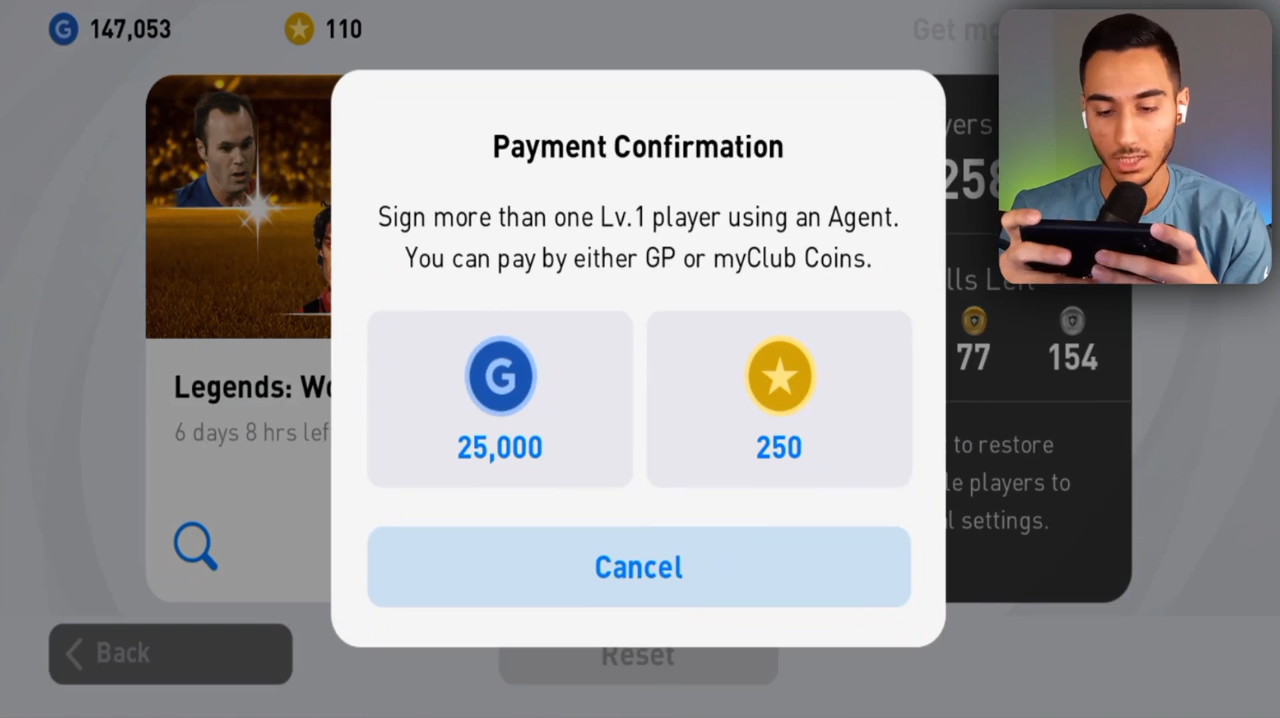 147,053
110
Get mo
Payment Confirmation
Sign more than one Lv.1 player using an Agent.
You can pay by either GP or myClub Coins.
G
25,000
250
Cancel
Legends: Wo
6 days 8 hrs lef
yers
258
lls Left
77
154
to restore
le players to
l settings.
Back
Reset